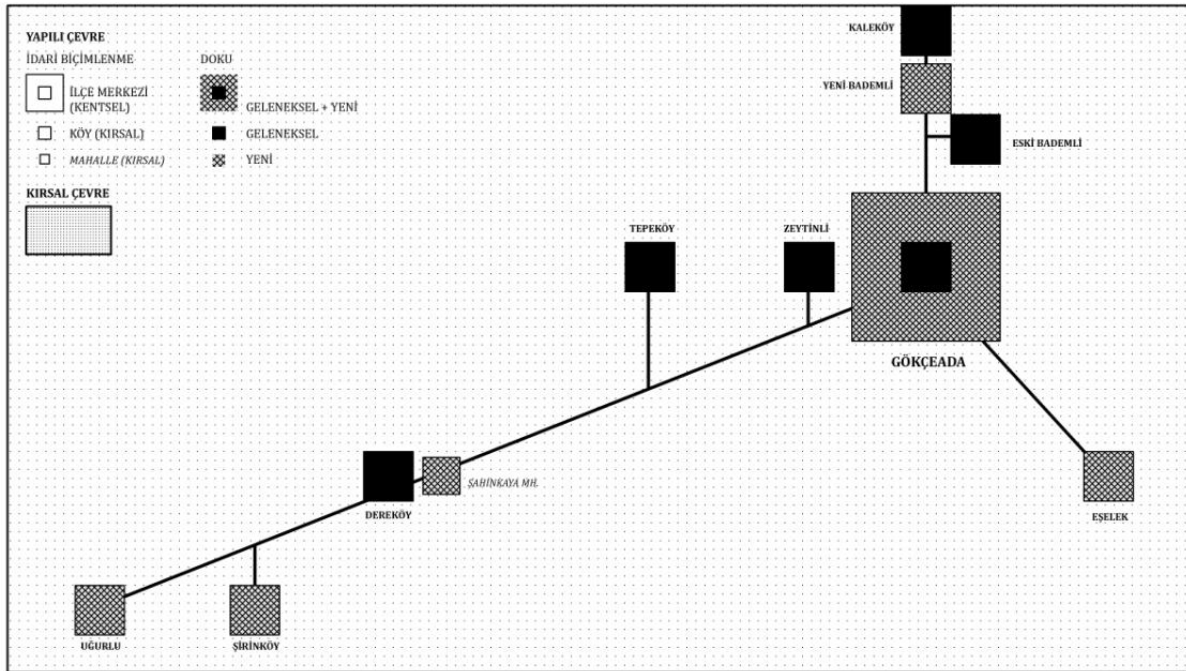 YAPILI ÇEVRE
İDARİ BİÇİMLENME
DOKU
İLÇE MERKEZİ
(KENTSEL)
GELENEKSEL + YENİ
KÖY (KIRSAL)
GELENEKSEL
MAHALLE (KIRSAL)
YENİ
KIRSAL ÇEVRE
KALEKÖY
YENİ BADEMLİ
ESKİ BADEMLİ
TEPEKÖY
ZEYTİNLİ
GÖKÇEADA
ŞAHİNKAYA MH.
DEREKÖY
EŞELEK
UĞURLU
ŞİRİNKÖY